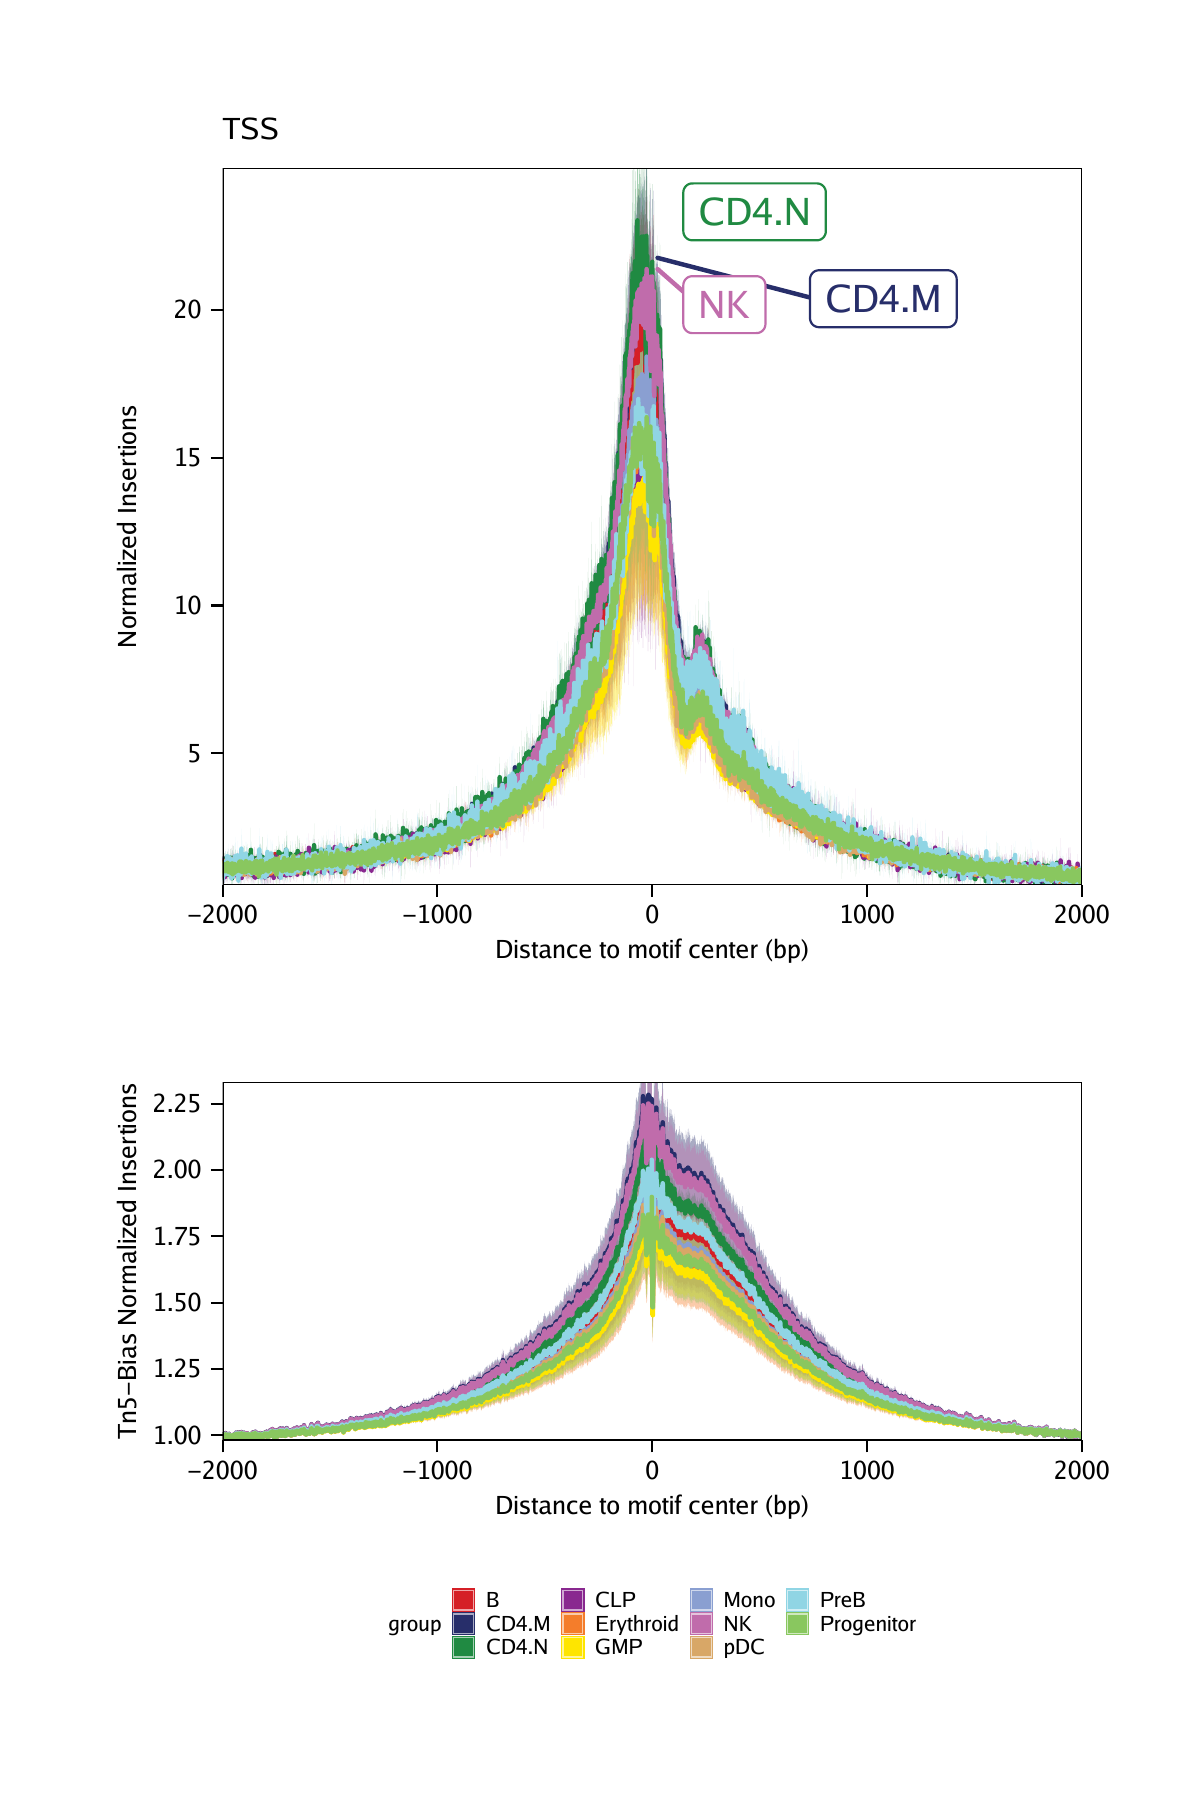 TSS
CD4.N
CD4.M
NK
20
15
10
5
Normalized Insertions
−2000 −1000 0 1000 2000
Distance to motif center (bp)
2.25
2.00
1.75
1.50
1.25
1.00
Tn5−Bias Normalized Insertions
−2000 −1000 0 1000 2000
Distance to motif center (bp)
B CLP Mono PreB
group CD4.M Erythroid NK Progenitor
CD4.N GMP pDC